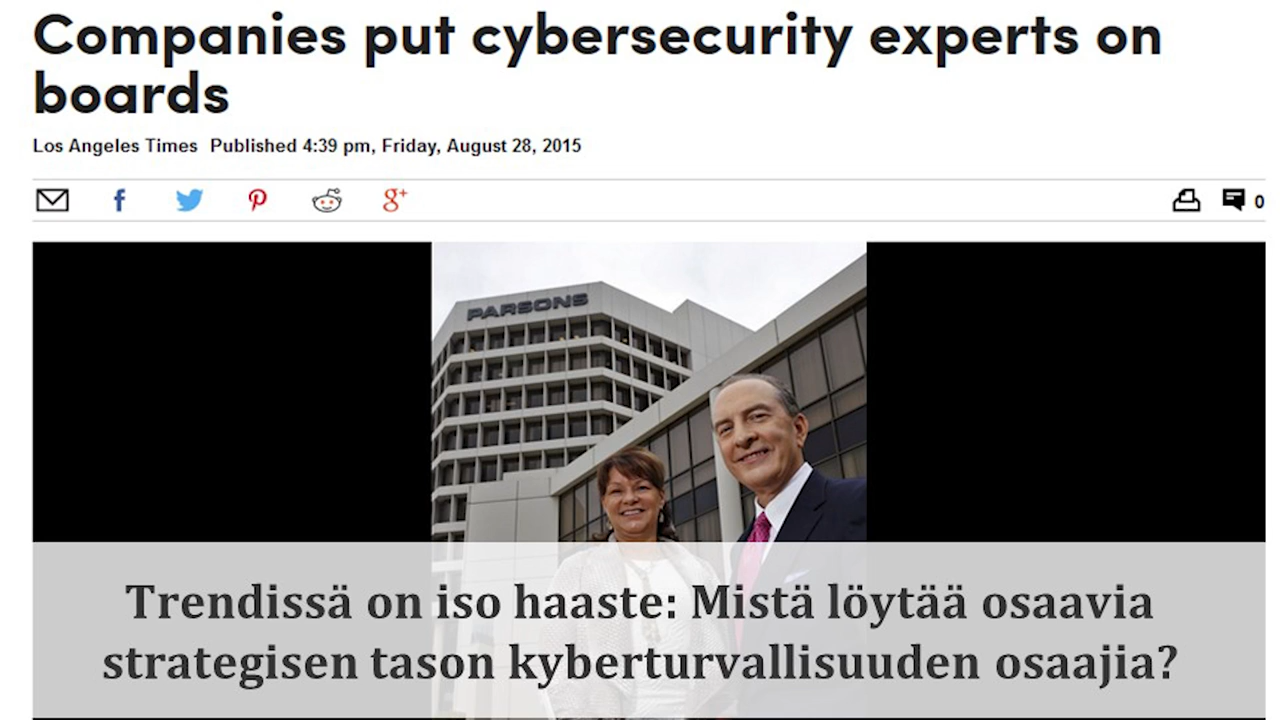 Companies put cybersecurity experts on
boards
Los Angeles Times Published 4:39 pm, Friday, August 28, 2015
f
g+
0
PARSONS
Trendissä on iso haaste: Mistä löytää osaavia
strategisen tason kyberturvallisuuden osaajia?